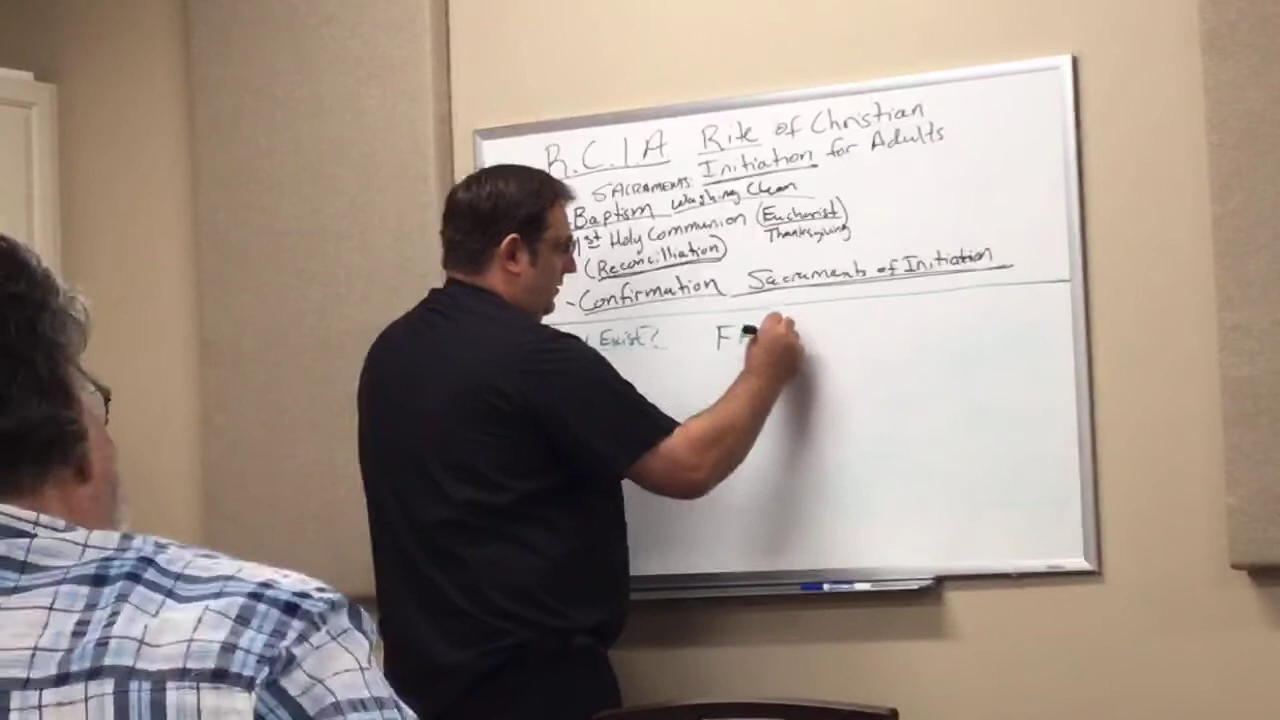 R.C.I.A Rite of Christian
Initiation for Adults
SACRAMENTS:
Baptism washing clean
1st Holy Communion (Eucharist)
Thanksgiving
(Reconcilliation)
- Confirmation Sacraments of Initiation
Exist? F